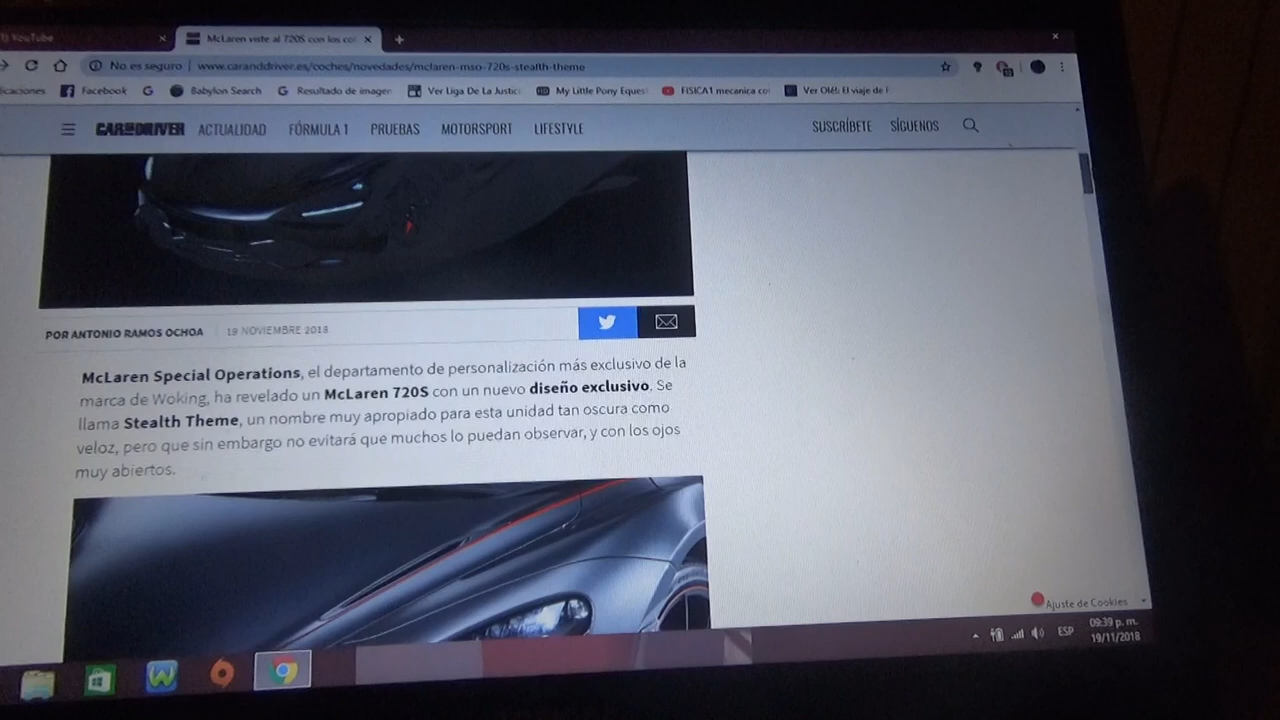 YouTube
McLaren viste al 720S con los col
No es seguro | www.caranddriver.es/coches/novedades/mclaren-mso-720s-stealth-theme
licaciones Facebook Babylon Search Resultado de imagen Ver Liga De La Justic My Little Pony Equest FISICA1 mecanica co Ver Olé: El viaje de F
CAR AND DRIVER ACTUALIDAD FÓRMULA 1 PRUEBAS MOTORSPORT LIFESTYLE SUSCRÍBETE SÍGUENOS
POR ANTONIO RAMOS OCHOA 19 NOVIEMBRE 2018
McLaren Special Operations, el departamento de personalización más exclusivo de la
marca de Woking, ha revelado un McLaren 720S con un nuevo diseño exclusivo. Se
llama Stealth Theme, un nombre muy apropiado para esta unidad tan oscura como
veloz, pero que sin embargo no evitará que muchos lo puedan observar, y con los ojos
muy abiertos.
Ajuste de Cookies
ESP
09:39 p. m.
19/11/2018